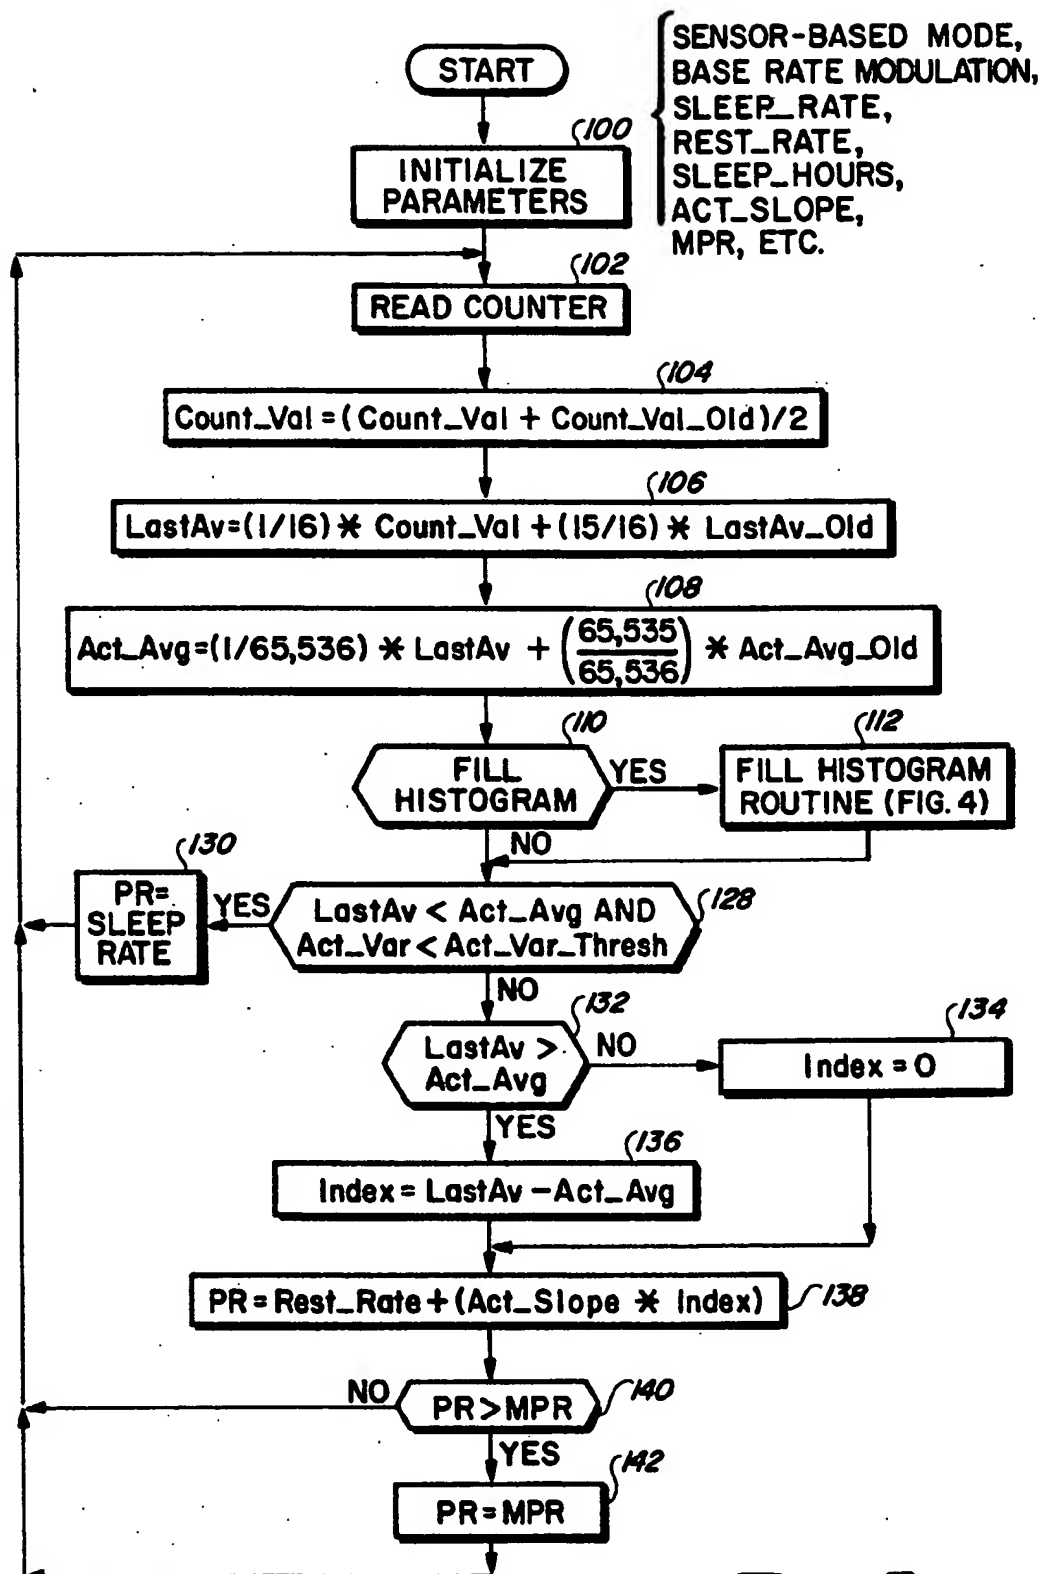 START
SENSOR-BASED MODE,
BASE RATE MODULATION,
SLEEP_RATE,
REST_RATE,
SLEEP_HOURS,
ACT_SLOPE,
MPR, ETC.
100
INITIALIZE
PARAMETERS
102
READ COUNTER
104
Count_Val=(Count_Val + Count_Val_Old)/2
106
LastAv=(1/16) * Count_Val +(15/16) * LastAv_Old
108
Act_Avg=(1/65,536) * LastAv + (65,535/65,536) * Act_Avg_Old
110
FILL
HISTOGRAM
YES
112
FILL HISTOGRAM
ROUTINE (FIG. 4)
NO
130
PR=
SLEEP
RATE
YES
LastAv < Act_Avg AND
Act_Var < Act_Var_Thresh
128
NO
132
LastAv >
Act_Avg
NO
134
Index = 0
YES
136
Index = LastAv - Act_Avg
PR = Rest_Rate + (Act_Slope * Index)
138
NO
PR > MPR
140
YES
142
PR = MPR